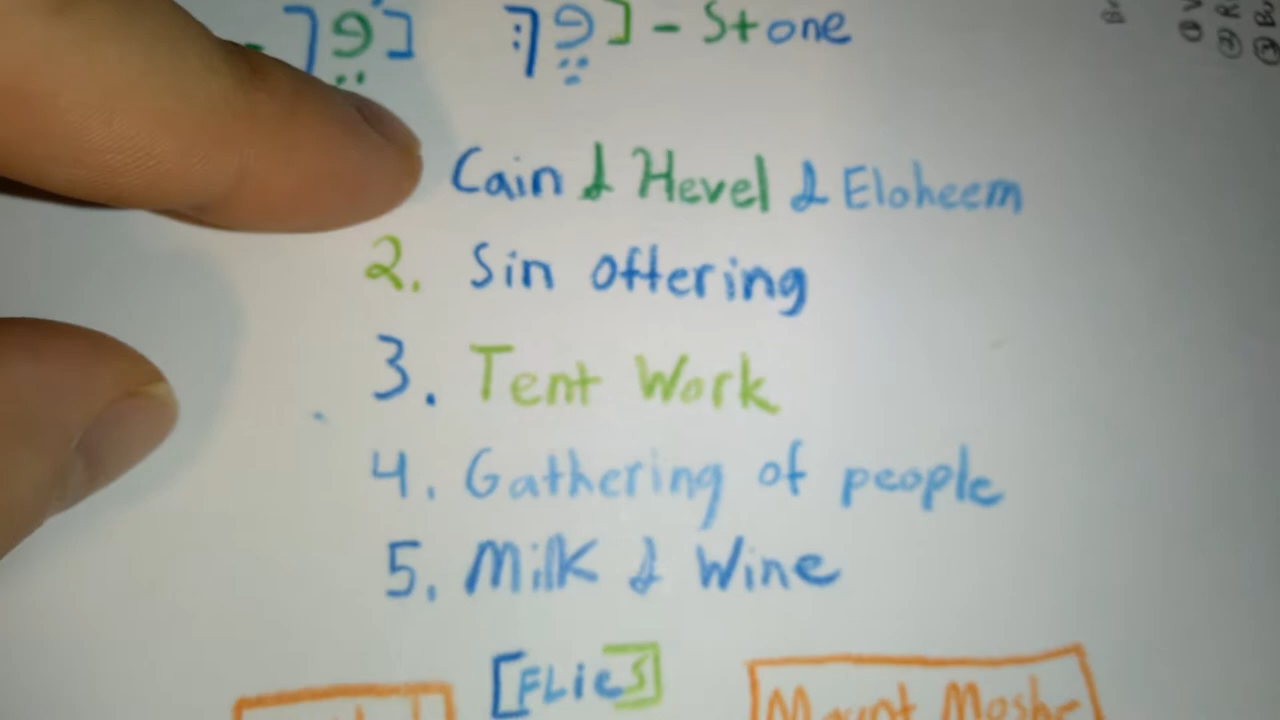 נֹפֶךְ נֹפֶךְ - Stone
Cain & Hevel & Eloheem
2. Sin offering
3. Tent Work
4. Gathering of people
5. Milk & Wine
[FLies]
Mount Moshe